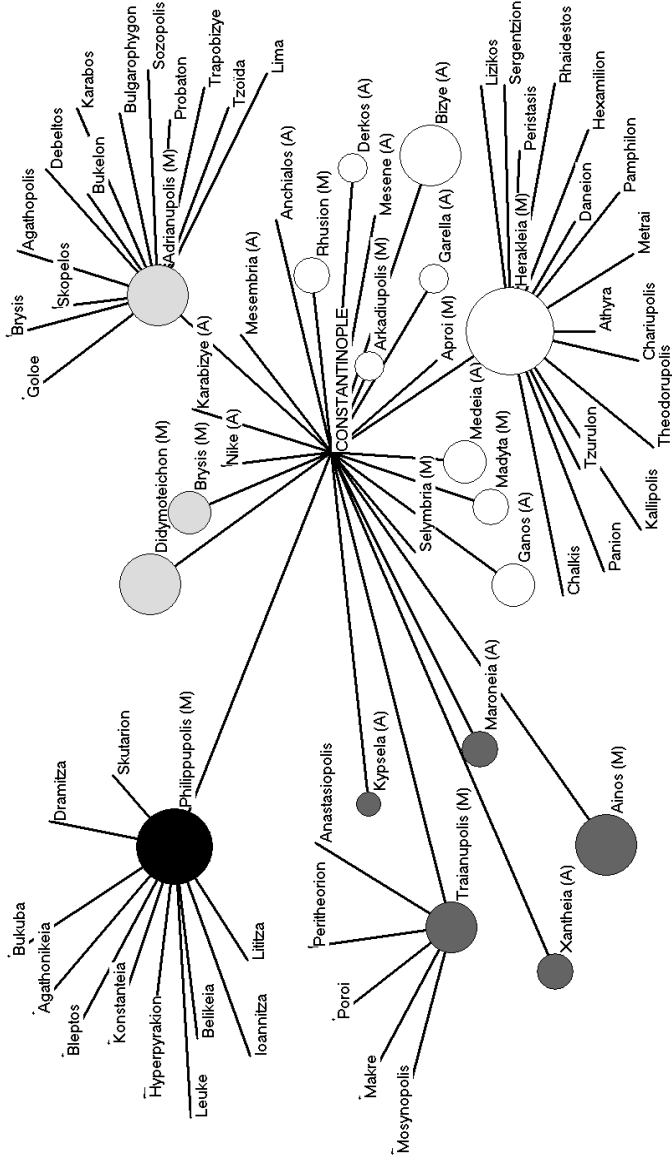 Goloe
Brysis
Skopelos
Agathopolis
Debeltos
Bukelon
Karabos
Bulgarophygon
Sozopolis
Probaton
Trapobizye
Tzoida
Lima
Adrianupolis (M)
Didymoteichon (M)
Brysis (M)
Nike (A)
Karabizye (A)
Mesembria (A)
Anchialos (A)
Rhusion (M)
Derkos (A)
Mesene (A)
Bizye (A)
CONSTANTINOPLE
Arkadiupolis (M)
Garella (A)
Aproi (M)
Medeia (A)
Madyta (M)
Selymbria (M)
Ganos (A)
Herakleia (M)
Lizikos
Sergentzion
Peristasis
Rhaidestos
Hexamilion
Daneion
Pamphilon
Metrai
Athyra
Chariupolis
Theodorupolis
Tzurulon
Kallipolis
Panion
Chalkis
Philippupolis (M)
Skutarion
Dramitza
Bukuba
Agathonikeia
Bleptos
Konstanteia
Hyperpyrakion
Leuke
Belikeia
Ioannitza
Lititza
Kypsela (A)
Anastasiopolis
Peritheorion
Poroi
Makre
Mosynopolis
Traianupolis (M)
Maroneia (A)
Xantheia (A)
Ainos (M)